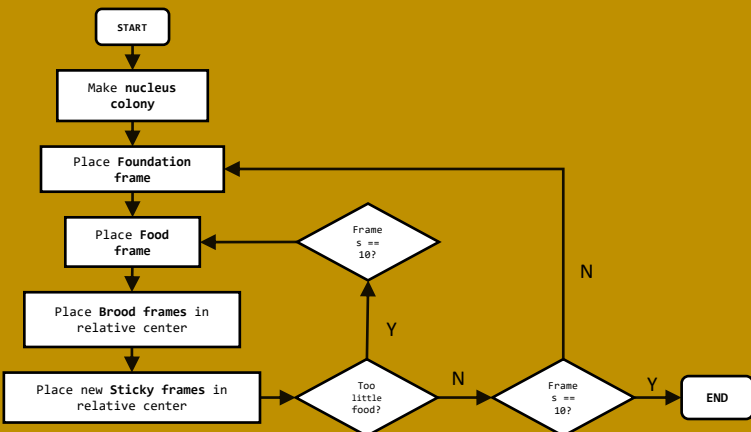 START
Make nucleus
colony
Place Foundation
frame
Place Food
frame
Frame
s ==
10?
N
Place Brood frames in
relative center
Y
Place new Sticky frames in
relative center
Too
little
food?
N
Frame
s ==
10?
Y
END